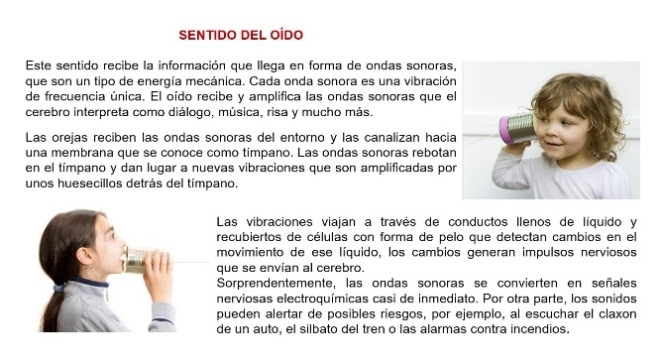 SENTIDO DEL OÍDO
Este sentido recibe la información que llega en forma de ondas sonoras,
que son un tipo de energía mecánica. Cada onda sonora es una vibración
de frecuencia única. El oído recibe y amplifica las ondas sonoras que el
cerebro interpreta como diálogo, música, risa y mucho más.
Las orejas reciben las ondas sonoras del entorno y las canalizan hacia
una membrana que se conoce como tímpano. Las ondas sonoras rebotan
en el tímpano y dan lugar a nuevas vibraciones que son amplificadas por
unos huesecillos detrás del tímpano.
Las vibraciones viajan a través de conductos llenos de líquido y
recubiertos de células con forma de pelo que detectan cambios en el
movimiento de ese líquido, los cambios generan impulsos nerviosos
que se envían al cerebro.
Sorprendentemente, las ondas sonoras se convierten en señales
nerviosas electroquímicas casi de inmediato. Por otra parte, los sonidos
pueden alertar de posibles riesgos, por ejemplo, al escuchar el claxon
de un auto, el silbato del tren o las alarmas contra incendios.